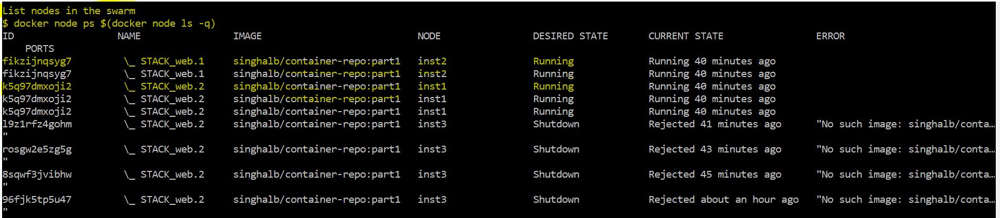 List nodes in the swarm
$ docker node ps $(docker node ls -q)
ID NAME IMAGE NODE DESIRED STATE CURRENT STATE ERROR
PORTS
fikzijnqsyg7 \_ STACK_web.1 singhalb/container-repo:part1 inst2 Running Running 40 minutes ago
fikzijnqsyg7 \_ STACK_web.1 singhalb/container-repo:part1 inst2 Running Running 40 minutes ago
k5q97dmxoji2 \_ STACK_web.2 singhalb/container-repo:part1 inst1 Running Running 40 minutes ago
k5q97dmxoji2 \_ STACK_web.2 singhalb/container-repo:part1 inst1 Running Running 40 minutes ago
k5q97dmxoji2 \_ STACK_web.2 singhalb/container-repo:part1 inst1 Running Running 40 minutes ago
l9z1rfz4gohm \_ STACK_web.2 singhalb/container-repo:part1 inst3 Shutdown Rejected 41 minutes ago "No such image: singhalb/conta…
"
rosgw2e5zg5g \_ STACK_web.2 singhalb/container-repo:part1 inst3 Shutdown Rejected 43 minutes ago "No such image: singhalb/conta…
"
8sqwf3jvibhw \_ STACK_web.2 singhalb/container-repo:part1 inst3 Shutdown Rejected 45 minutes ago "No such image: singhalb/conta…
"
96fjk5tp5u47 \_ STACK_web.2 singhalb/container-repo:part1 inst3 Shutdown Rejected about an hour ago "No such image: singhalb/conta…
"